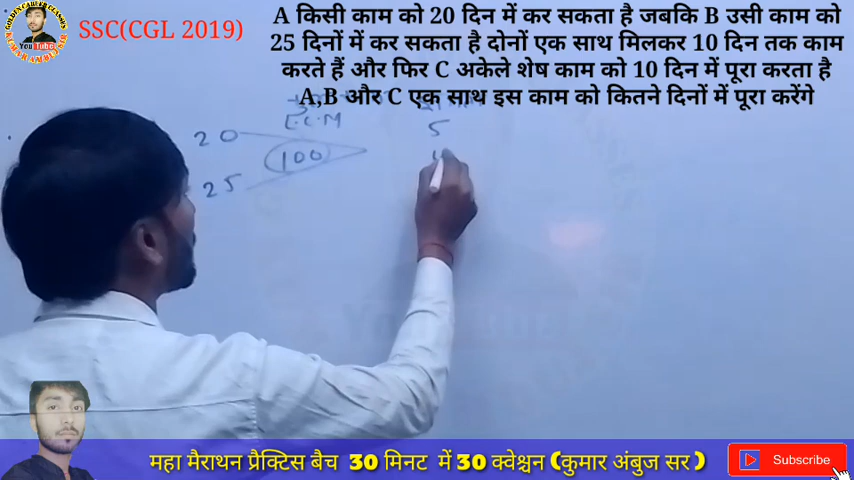 SSC(CGL 2019)
A किसी काम को 20 दिन में कर सकता है जबकि B उसी काम को
25 दिनों में कर सकता है दोनों एक साथ मिलकर 10 दिन तक काम
करते हैं और फिर C अकेले शेष काम को 10 दिन में पूरा करता है
A,B और C एक साथ इस काम को कितने दिनों में पूरा करेंगे
L.C.M
20
100
25
5
YouTube
महा मैराथन प्रैक्टिस बैच 30 मिनट में 30 क्वेश्चन (कुमार अंबुज सर)
Subscribe